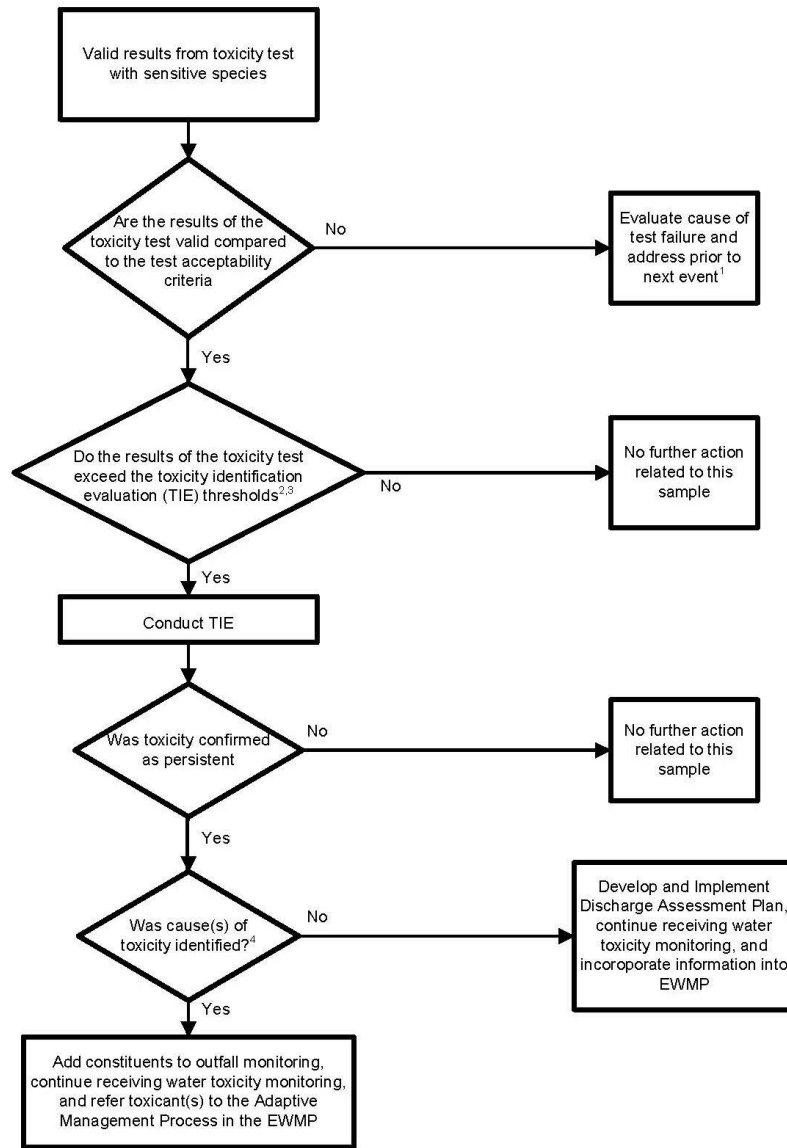 Valid results from toxicity test
with sensitive species
Are the results of the
toxicity test valid compared
to the test acceptability
criteria
No
Evaluate cause of
test failure and
address prior to
next event¹
Yes
Do the results of the toxicity test
exceed the toxicity identification
evaluation (TIE) thresholds²,³
No
No further action
related to this
sample
Yes
Conduct TIE
Was toxicity confirmed
as persistent
No
No further action
related to this
sample
Yes
Was cause(s) of
toxicity identified?⁴
No
Develop and Implement
Discharge Assessment Plan,
continue receiving water
toxicity monitoring, and
incoroporate information into
EWMP
Yes
Add constituents to outfall monitoring,
continue receiving water toxicity monitoring,
and refer toxicant(s) to the Adaptive
Management Process in the EWMP